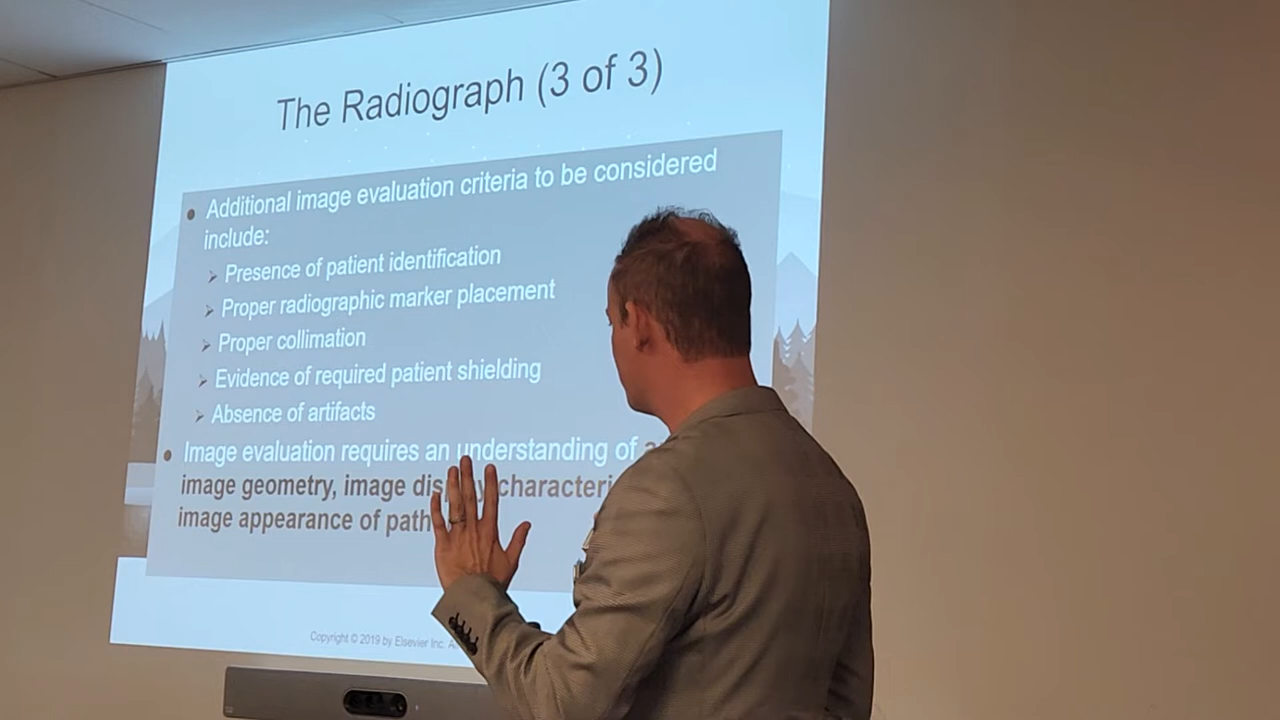 The Radiograph (3 of 3)
Additional image evaluation criteria to be considered
include:
Presence of patient identification
Proper radiographic marker placement
Proper collimation
Evidence of required patient shielding
Absence of artifacts
Image evaluation requires an understanding of
image geometry, image display
image appearance of
Copyright © 2019 by Elsevier Inc.